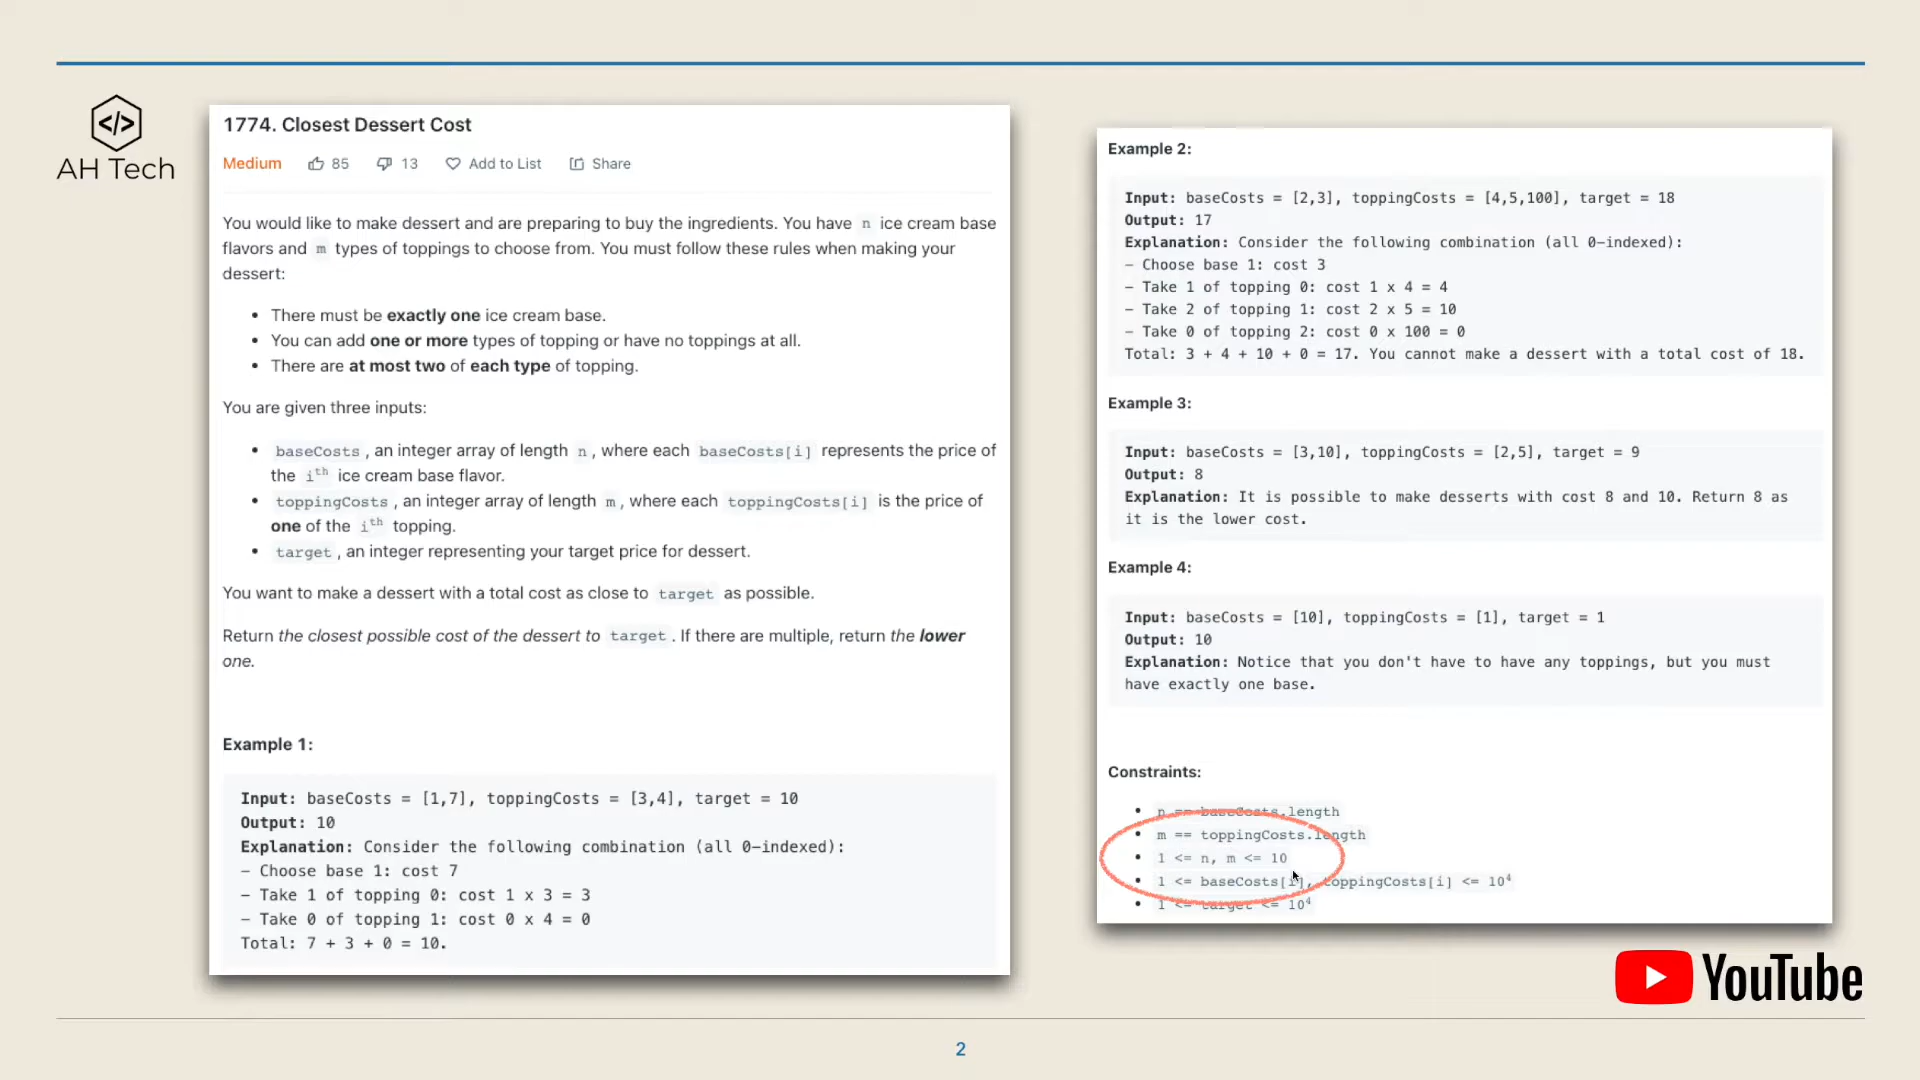 </> 
AH Tech
1774. Closest Dessert Cost
Medium 85 13 Add to List Share
You would like to make dessert and are preparing to buy the ingredients. You have n ice cream base
flavors and m types of toppings to choose from. You must follow these rules when making your
dessert:
• There must be exactly one ice cream base.
• You can add one or more types of topping or have no toppings at all.
• There are at most two of each type of topping.
You are given three inputs:
• baseCosts, an integer array of length n, where each baseCosts[i] represents the price of
the ith ice cream base flavor.
• toppingCosts, an integer array of length m, where each toppingCosts[i] is the price of
one of the ith topping.
• target, an integer representing your target price for dessert.
You want to make a dessert with a total cost as close to target as possible.
Return the closest possible cost of the dessert to target. If there are multiple, return the lower
one.
Example 1:
Input: baseCosts = [1,7], toppingCosts = [3,4], target = 10
Output: 10
Explanation: Consider the following combination (all 0-indexed):
- Choose base 1: cost 7
- Take 1 of topping 0: cost 1 x 3 = 3
- Take 0 of topping 1: cost 0 x 4 = 0
Total: 7 + 3 + 0 = 10.
Example 2:
Input: baseCosts = [2,3], toppingCosts = [4,5,100], target = 18
Output: 17
Explanation: Consider the following combination (all 0-indexed):
- Choose base 1: cost 3
- Take 1 of topping 0: cost 1 x 4 = 4
- Take 2 of topping 1: cost 2 x 5 = 10
- Take 0 of topping 2: cost 0 x 100 = 0
Total: 3 + 4 + 10 + 0 = 17. You cannot make a dessert with a total cost of 18.
Example 3:
Input: baseCosts = [3,10], toppingCosts = [2,5], target = 9
Output: 8
Explanation: It is possible to make desserts with cost 8 and 10. Return 8 as
it is the lower cost.
Example 4:
Input: baseCosts = [10], toppingCosts = [1], target = 1
Output: 10
Explanation: Notice that you don't have to have any toppings, but you must
have exactly one base.
Constraints:
• n == baseCosts.length
• m == toppingCosts.length
• 1 <= n, m <= 10
• 1 <= baseCosts[i], toppingCosts[i] <= 10⁴
• 1 <= target <= 10⁴
YouTube
2